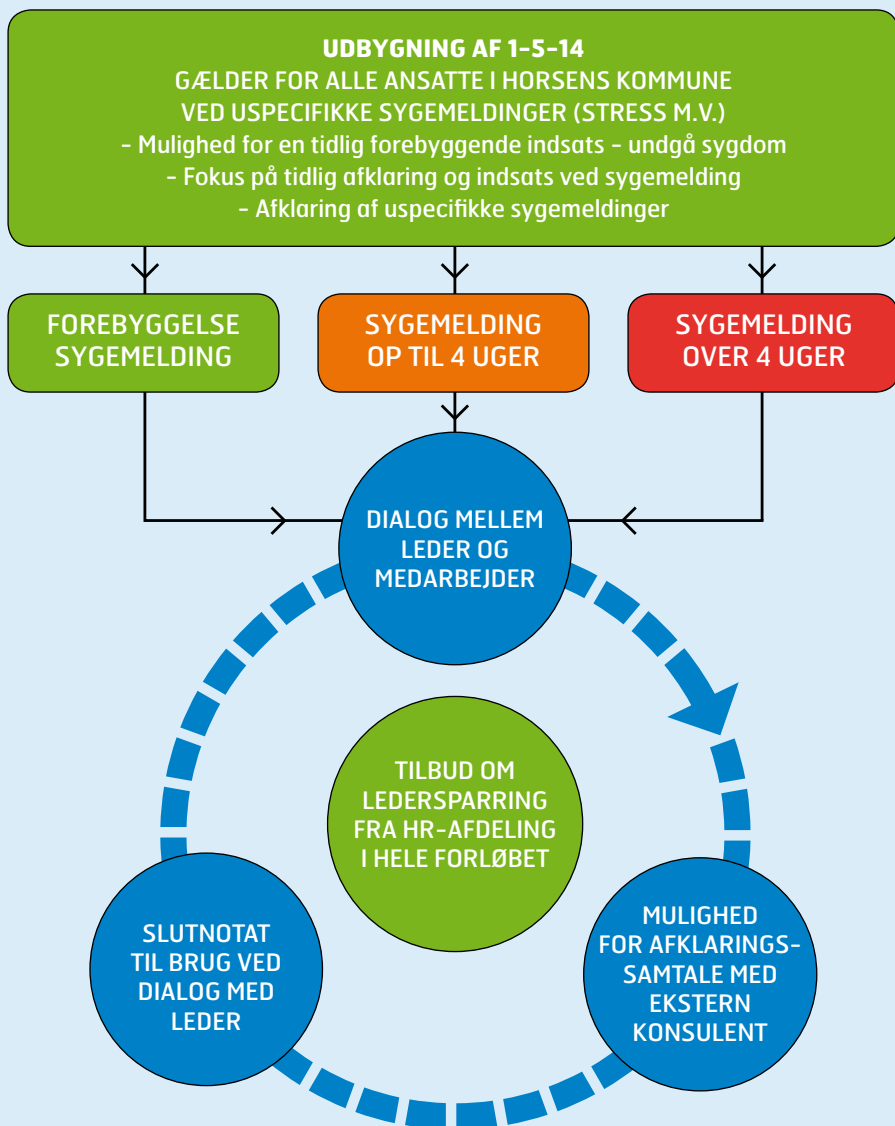 UDBYGNING AF 1-5-14
GÆLDER FOR ALLE ANSATTE I HORSENS KOMMUNE
VED USPECIFIKKE SYGEMELDINGER (STRESS M.V.)
- Mulighed for en tidlig forebyggende indsats - undgå sygdom
- Fokus på tidlig afklaring og indsats ved sygemelding
- Afklaring af uspecifikke sygemeldinger
FOREBYGGELSE
SYGEMELDING
SYGEMELDING
OP TIL 4 UGER
SYGEMELDING
OVER 4 UGER
DIALOG MELLEM
LEDER OG
MEDARBEJDER
TILBUD OM
LEDERSPARRING
FRA HR-AFDELING
I HELE FORLØBET
MULIGHED
FOR AFKLARINGS-
SAMTALE MED
EKSTERN
KONSULENT
SLUTNOTAT
TIL BRUG VED
DIALOG MED
LEDER